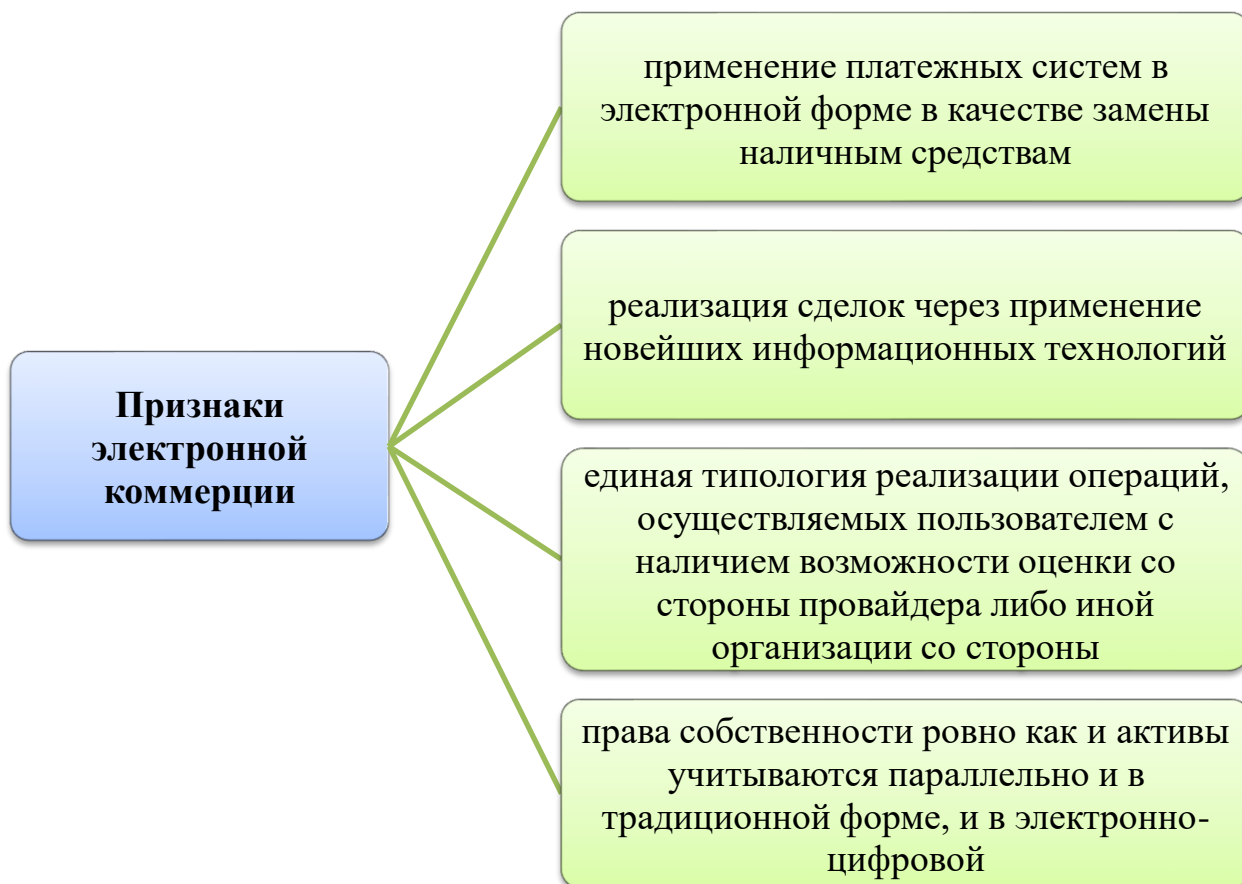 применение платежных систем в
электронной форме в качестве замены
наличным средствам
реализация сделок через применение
новейших информационных технологий
Признаки
электронной
коммерции
единая типология реализации операций,
осуществляемых пользователем с
наличием возможности оценки со
стороны провайдера либо иной
организации со стороны
права собственности ровно как и активы
учитываются параллельно и в
традиционной форме, и в электронно-
цифровой